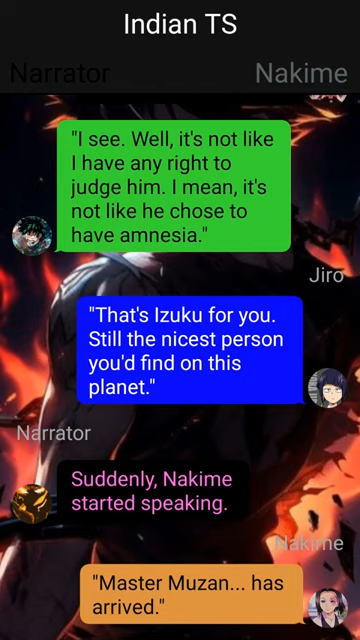 Indian TS
Narrator
Nakime
"I see. Well, it's not like
I have any right to
judge him. I mean, it's
not like he chose to
have amnesia."
Jiro
"That's Izuku for you.
Still the nicest person
you'd find on this
planet."
Narrator
Suddenly, Nakime
started speaking.
Nakime
"Master Muzan... has
arrived."